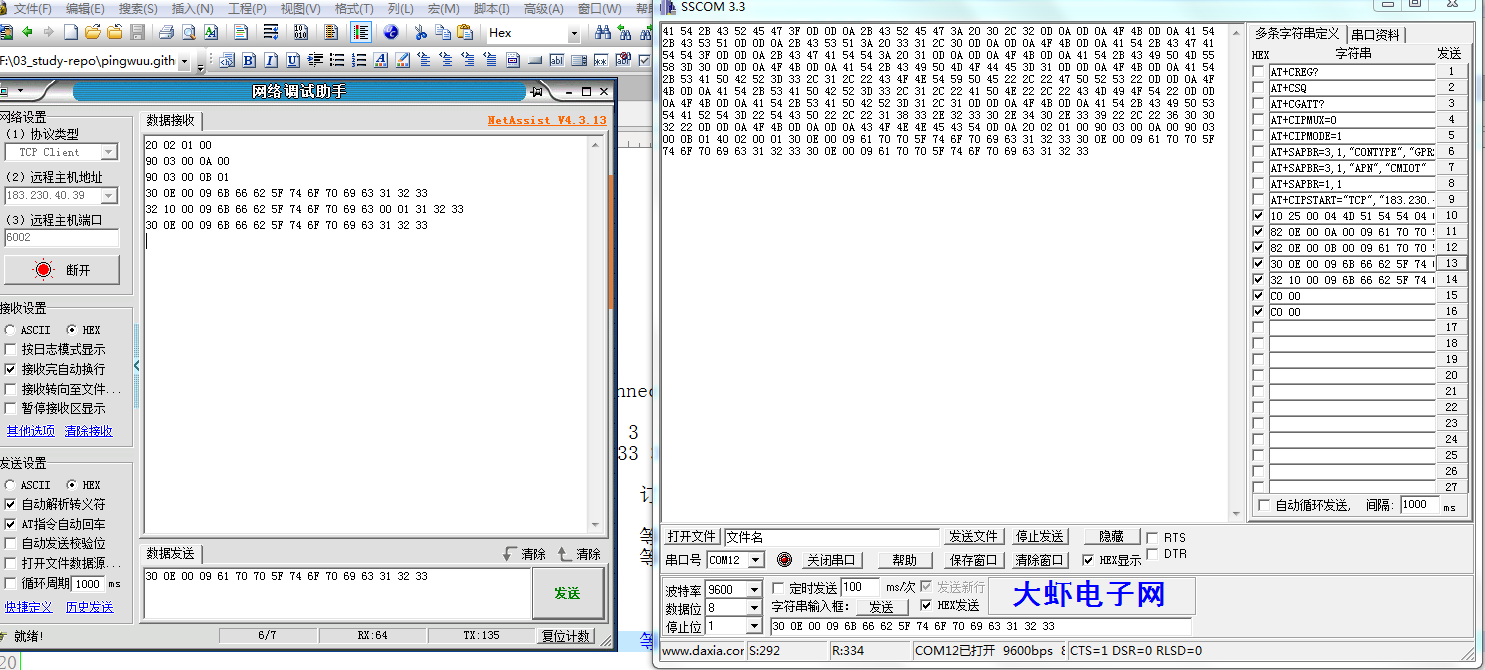 文件(F) 编辑(E) 搜索(S) 插入(N) 工程(P) 视图(V) 格式(T) 列(L) 宏(M) 脚本(I) 高级(A) 窗口(W)
Hex
F:\03_study-repo\pingwuu.gith
网络调试助手
网络设置
(1) 协议类型
TCP Client
(2) 远程主机地址
183.230.40.39
(3) 远程主机端口
6002
断开
接收设置
ASCII HEX
按日志模式显示
接收完自动换行
接收转向至文件...
暂停接收区显示
其他选项 清除接收
发送设置
ASCII HEX
自动解析转义符
AT指令自动回车
自动发送校验位
打开文件数据源...
循环周期 1000 ms
快捷定义 历史发送
数据接收
NetAssist V4.3.13
20 02 01 00
90 03 00 0A 00
90 03 00 0B 01
30 0E 00 09 6B 66 62 5F 74 6F 70 69 63 31 32 33
32 10 00 09 6B 66 62 5F 74 6F 70 69 63 00 01 31 32 33
30 0E 00 09 6B 66 62 5F 74 6F 70 69 63 31 32 33
数据发送
清除 清除
30 0E 00 09 61 70 70 5F 74 6F 70 69 63 31 32 33
发送
就绪!
6/7
RX:64
TX:135
复位计数
20
nnec
3
33
SSCOM 3.3
41 54 2B 43 52 45 47 3F 0D 0D 0A 2B 43 52 45 47 3A 20 30 2C 32 0D 0A 0D 0A 4F 4B 0D 0A 41 54
2B 43 53 51 0D 0D 0A 2B 43 53 51 3A 20 33 31 2C 30 0D 0A 0D 0A 4F 4B 0D 0A 41 54 2B 43 47 41
54 54 3F 0D 0D 0A 2B 43 47 41 54 54 3A 20 31 0D 0A 0D 0A 4F 4B 0D 0A 41 54 2B 43 49 50 4D 55
58 3D 30 0D 0D 0A 4F 4B 0D 0A 41 54 2B 43 49 50 4D 4F 44 45 3D 31 0D 0D 0A 4F 4B 0D 0A 41 54
2B 53 41 50 42 52 3D 33 2C 31 2C 22 43 4F 4E 54 59 50 45 22 2C 22 47 50 52 53 22 0D 0D 0A 4F
4B 0D 0A 41 54 2B 53 41 50 42 52 3D 33 2C 31 2C 22 41 50 4E 22 2C 22 43 4D 49 4F 54 22 0D 0D
0A 4F 4B 0D 0A 41 54 2B 53 41 50 42 52 3D 31 2C 31 0D 0D 0A 4F 4B 0D 0A 41 54 2B 43 49 50 53
54 41 52 54 3D 22 54 43 50 22 2C 22 31 38 33 2E 32 33 30 2E 34 30 2E 33 39 22 2C 22 36 30 30
32 22 0D 0D 0A 4F 4B 0D 0A 0D 0A 43 4F 4E 4E 45 43 54 0D 0A 20 02 01 00 90 03 00 0A 00 90 03
00 0B 01 40 02 00 01 30 0E 00 09 61 70 70 5F 74 6F 70 69 63 31 32 33 30 0E 00 09 61 70 70 5F
74 6F 70 69 63 31 32 33 30 0E 00 09 61 70 70 5F 74 6F 70 69 63 31 32 33
多条字符串定义 串口资料
HEX 字符串 发送
AT+CREG? 1
AT+CSQ 2
AT+CGATT? 3
AT+CIPMUX=0 4
AT+CIPMODE=1 5
AT+SAPBR=3,1,"CONTYPE","GPR 6
AT+SAPBR=3,1,"APN","CMIOT" 7
AT+SAPBR=1,1 8
AT+CIPSTART="TCP","183.230. 9
10 25 00 04 4D 51 54 54 04 10
82 0E 00 0A 00 09 61 70 70 11
82 0E 00 0B 00 09 61 70 70 12
30 0E 00 09 6B 66 62 5F 74 13
32 10 00 09 6B 66 62 5F 74 14
C0 00 15
C0 00 16
17
18
19
20
21
22
23
24
25
26
27
自动循环发送, 间隔: 1000 ms
打开文件 文件名 发送文件 停止发送 隐藏 RTS
串口号 COM12 关闭串口 帮助 保存窗口 清除窗口 HEX显示 DTR
波特率 9600 定时发送 100 ms/次 发送新行
数据位 8 字符串输入框: 发送 HEX发送
停止位 1 30 0E 00 09 6B 66 62 5F 74 6F 70 69 63 31 32 33
大虾电子网
www.daxia.cor S:292 R:334 COM12已打开 9600bps 8 CTS=1 DSR=0 RLSD=0